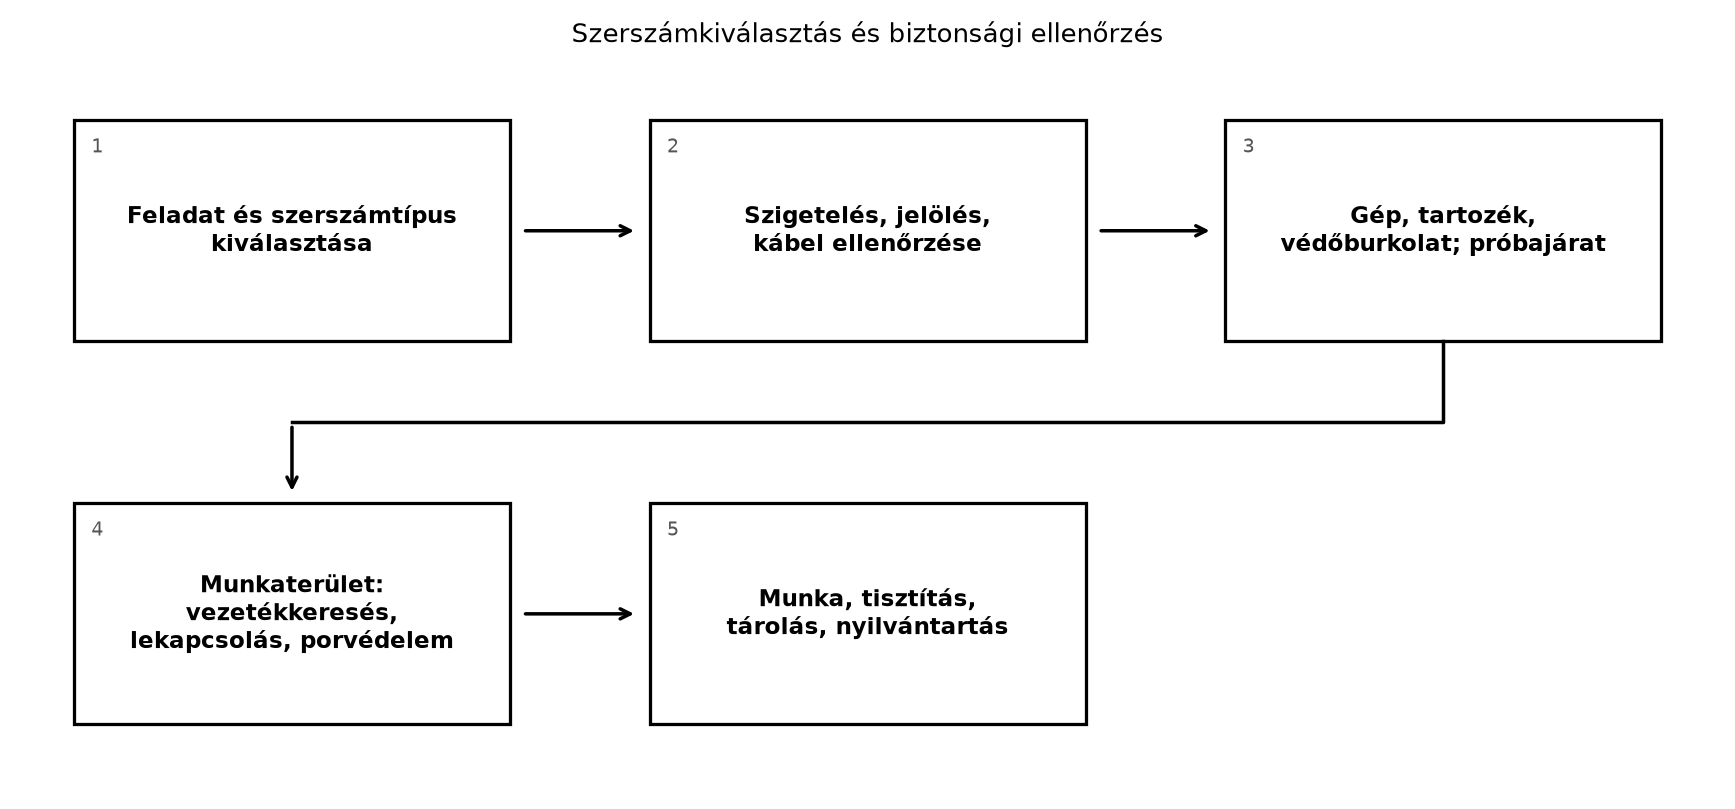 Szerszámkiválasztás és biztonsági ellenőrzés
1
Feladat és szerszámtípus
kiválasztása
2
Szigetelés, jelölés,
kábel ellenőrzése
3
Gép, tartozék,
védőburkolat; próbajárat
4
Munkaterület:
vezetékkeresés,
lekapcsolás, porvédelem
5
Munka, tisztítás,
tárolás, nyilvántartás